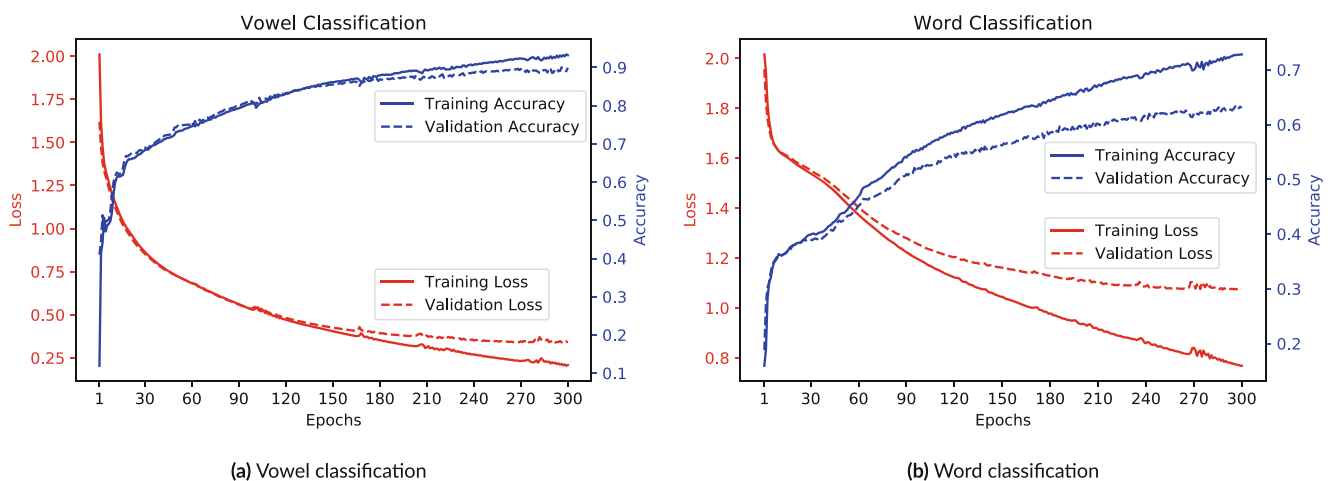 Vowel Classification
2.00
1.75
1.50
1.25
1.00
0.75
0.50
0.25
Loss
0.9
0.8
0.7
0.6
0.5
0.4
0.3
0.2
0.1
Accuracy
Training Accuracy
Validation Accuracy
Training Loss
Validation Loss
1 30 60 90 120 150 180 210 240 270 300
Epochs
(a) Vowel classification
Word Classification
2.0
1.8
1.6
1.4
1.2
1.0
0.8
Loss
0.7
0.6
0.5
0.4
0.3
0.2
Accuracy
Training Accuracy
Validation Accuracy
Training Loss
Validation Loss
1 30 60 90 120 150 180 210 240 270 300
Epochs
(b) Word classification